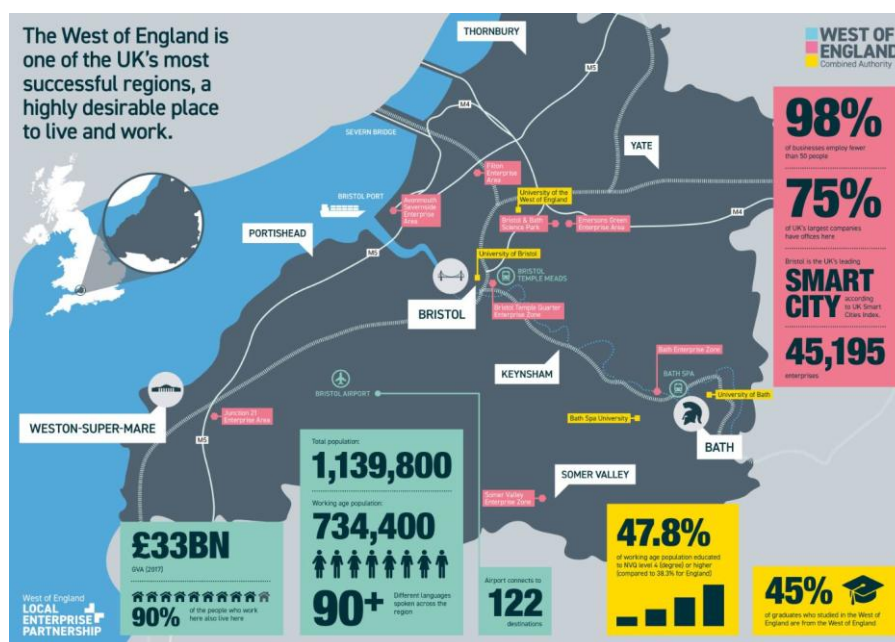 The West of England is
one of the UK's most
successful regions, a
highly desirable place
to live and work.
THORNBURY
WEST OF
ENGLAND
Combined Authority
M5
M4
SEVERN BRIDGE
YATE
Filton
Enterprise
Area
University of the
West of England
BRISTOL PORT
Avonmouth
Severnside
Enterprise
Area
Bristol & Bath
Science Park
Emersons Green
Enterprise Area
M4
PORTISHEAD
M5
University of Bristol
BRISTOL
TEMPLE MEADS
BRISTOL
Bristol Temple Quarter
Enterprise Zone
KEYNSHAM
Bath Enterprise Zone
BATH SPA
University of Bath
Bath Spa University
BATH
BRISTOL AIRPORT
WESTON-SUPER-MARE
Junction 21
Enterprise Area
M5
SOMER VALLEY
Somer Valley
Enterprise Zone
98%
of businesses employ fewer
than 50 people
75%
of UK's largest companies
have offices here
Bristol is the UK's leading
SMART
CITY
according
to UK Smart
Cities Index.
45,195
enterprises
Total population:
1,139,800
Working age population:
734,400
90+
Different languages
spoken across the
region
£33BN
GVA (2017)
90%
of the people who work
here also live here
Airport connects to
122
destinations
47.8%
of working age population educated
to NVQ level 4 (degree) or higher
(compared to 38.3% for England)
45%
of graduates who studied in the West
of England are from the West of England
West of England
LOCAL
ENTERPRISE
PARTNERSHIP